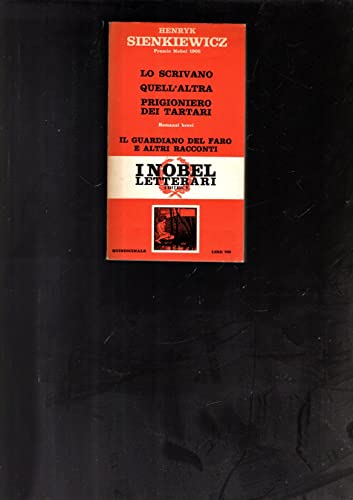 HENRYK
SIENKIEWICZ
Premio Nobel 1905
LO SCRIVANO
QUELL'ALTRA
PRIGIONIERO
DEI TARTARI
Romanzi brevi
IL GUARDIANO DEL FARO
E ALTRI RACCONTI
I NOBEL
LETTERARI
QUINDICINALE
LIRE